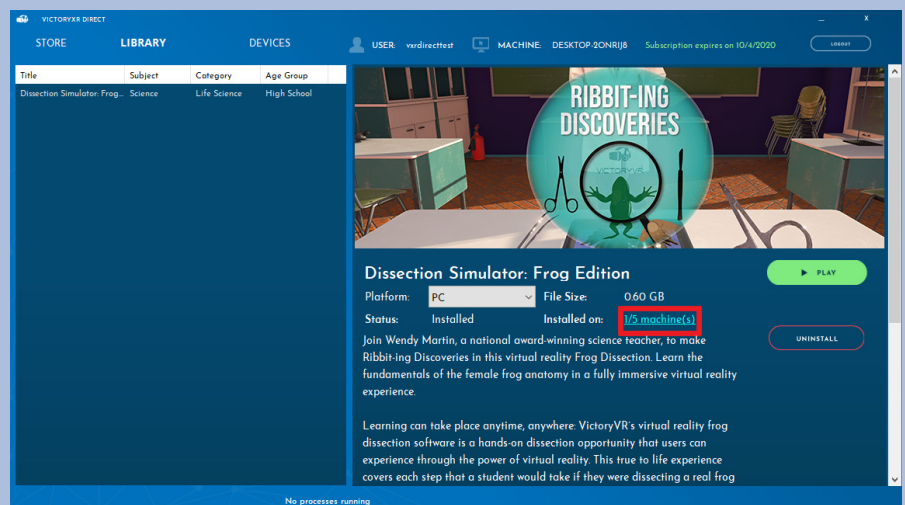 VICTORYXR DIRECT
_ X
STORE LIBRARY DEVICES USER: vxrdirecttest MACHINE: DESKTOP-2ONRIJ8 Subscription expires on 10/4/2020 LOGOUT
Title Subject Category Age Group
Dissection Simulator: Frog... Science Life Science High School
RIBBIT-ING
DISCOVERIES
VICTORYVR
Dissection Simulator: Frog Edition
PLAY
Platform: PC File Size: 0.60 GB
Status: Installed Installed on: 1/5 machine(s)
UNINSTALL
Join Wendy Martin, a national award-winning science teacher, to make
Ribbit-ing Discoveries in this virtual reality Frog Dissection. Learn the
fundamentals of the female frog anatomy in a fully immersive virtual reality
experience.
Learning can take place anytime, anywhere: VictoryVR's virtual reality frog
dissection software is a hands-on dissection opportunity that users can
experience through the power of virtual reality. This true to life experience
covers each step that a student would take if they were dissecting a real frog
No processes running